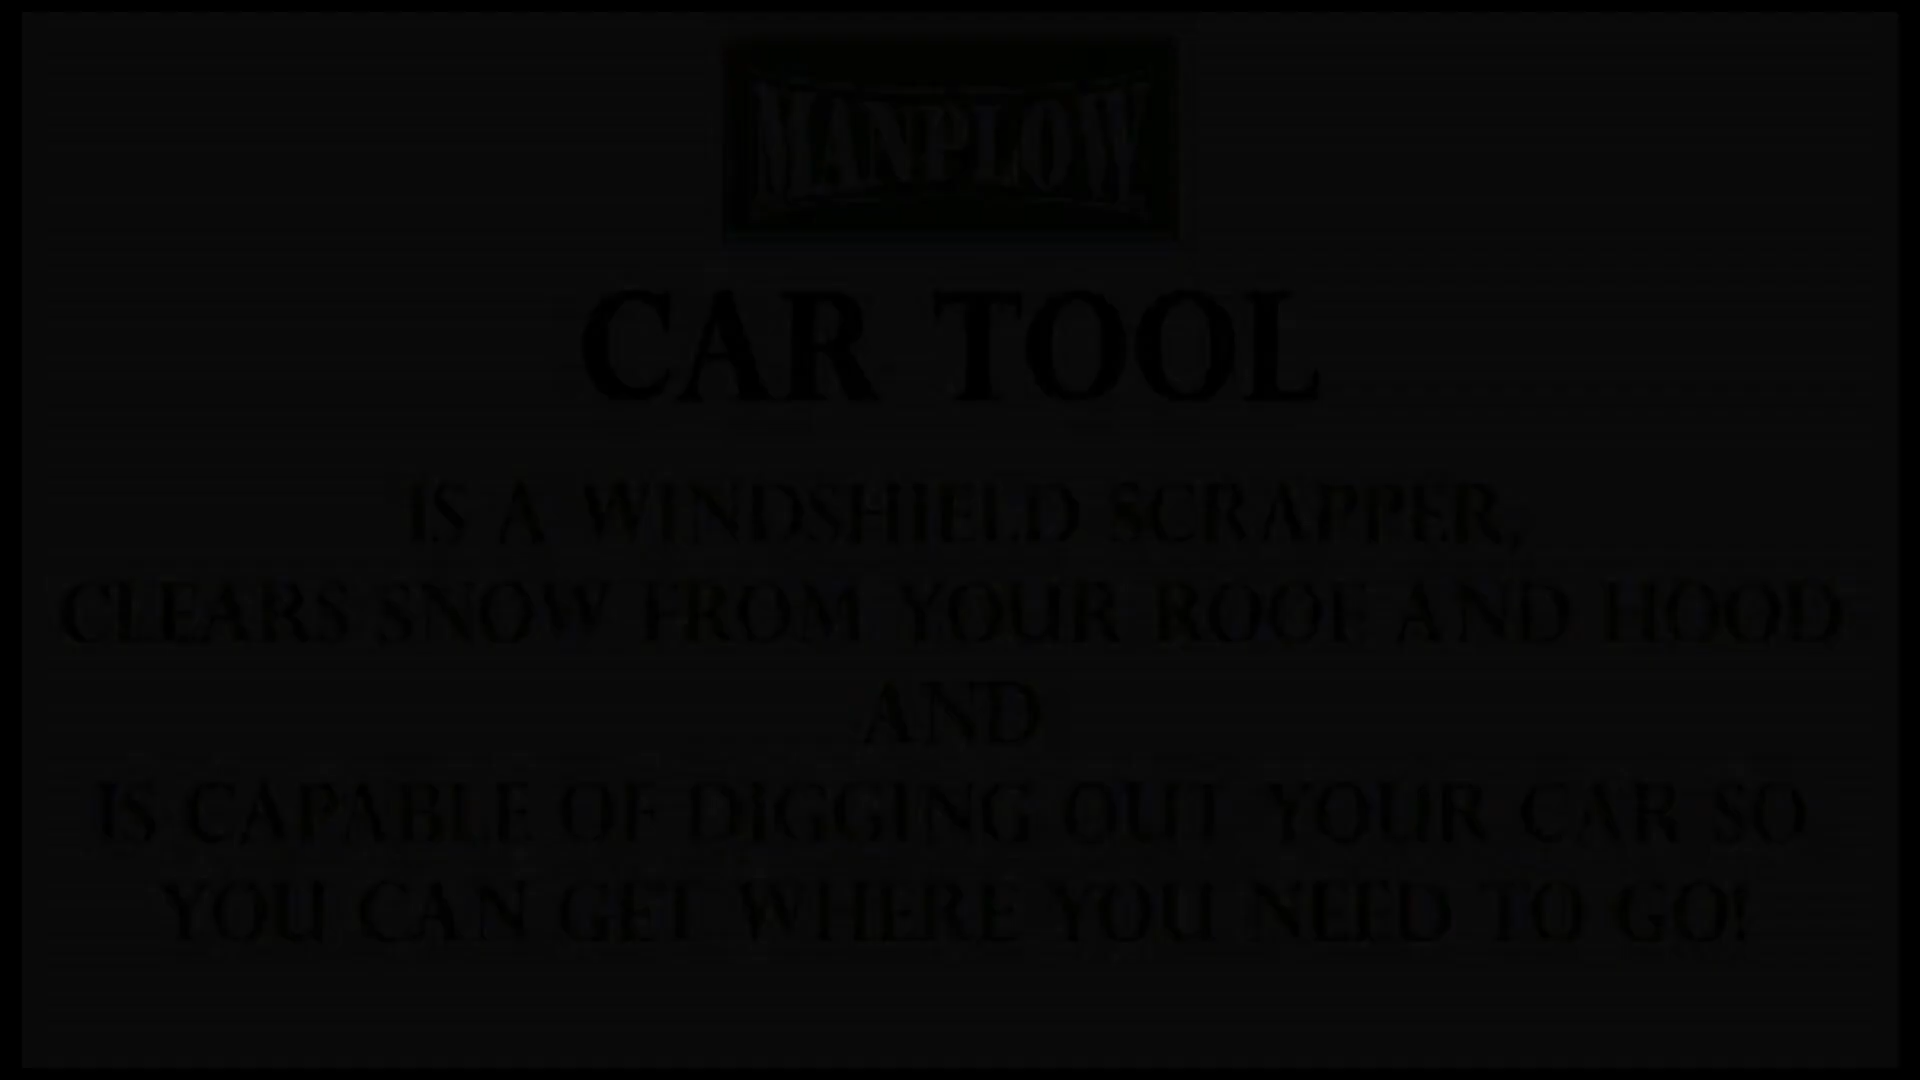 MANPLOW
CAR TOOL
IS A WINDSHIELD SCRAPPER,
CLEARS SNOW FROM YOUR ROOF AND HOOD
AND
IS CAPABLE OF DIGGING OUT YOUR CAR SO
YOU CAN GET WHERE YOU NEED TO GO!